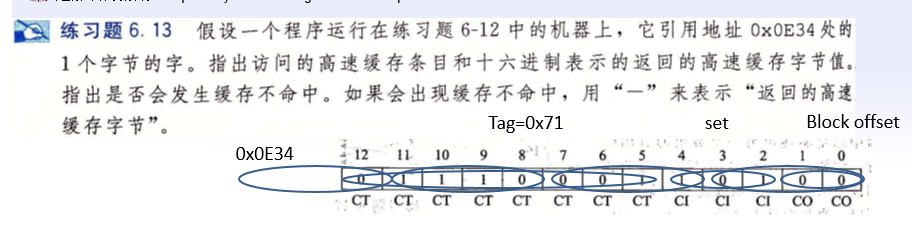 练习题 6.13 假设一个程序运行在练习题 6-12 中的机器上，它引用地址 0x0E34 处的
1 个字节的字。指出访问的高速缓存条目和十六进制表示的返回的高速缓存字节值。
指出是否会发生缓存不命中。如果会出现缓存不命中，用“—”来表示“返回的高速
缓存字节”。
Tag=0x71 set Block offset
0x0E34
12 11 10 9 8 7 6 5 4 3 2 1 0
0 1 1 1 0 0 0 1 1 0 1 0 0
CT CT CT CT CT CT CT CT CI CI CI CO CO